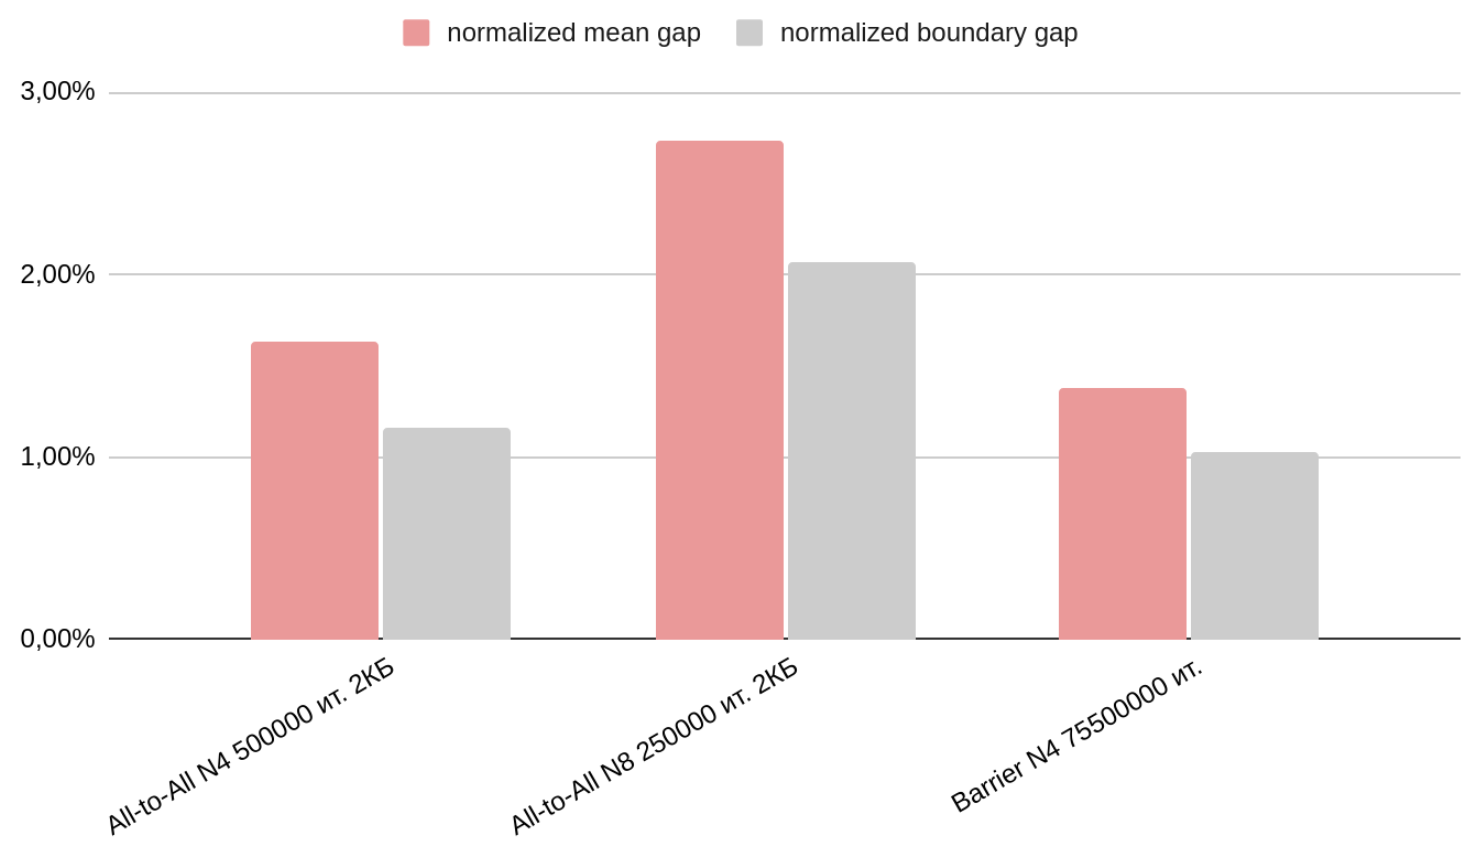 normalized mean gap
normalized boundary gap
3,00%
2,00%
1,00%
0,00%
All-to-All N4 500000 ит. 2КБ
All-to-All N8 250000 ит. 2КБ
Barrier N4 75500000 ит.